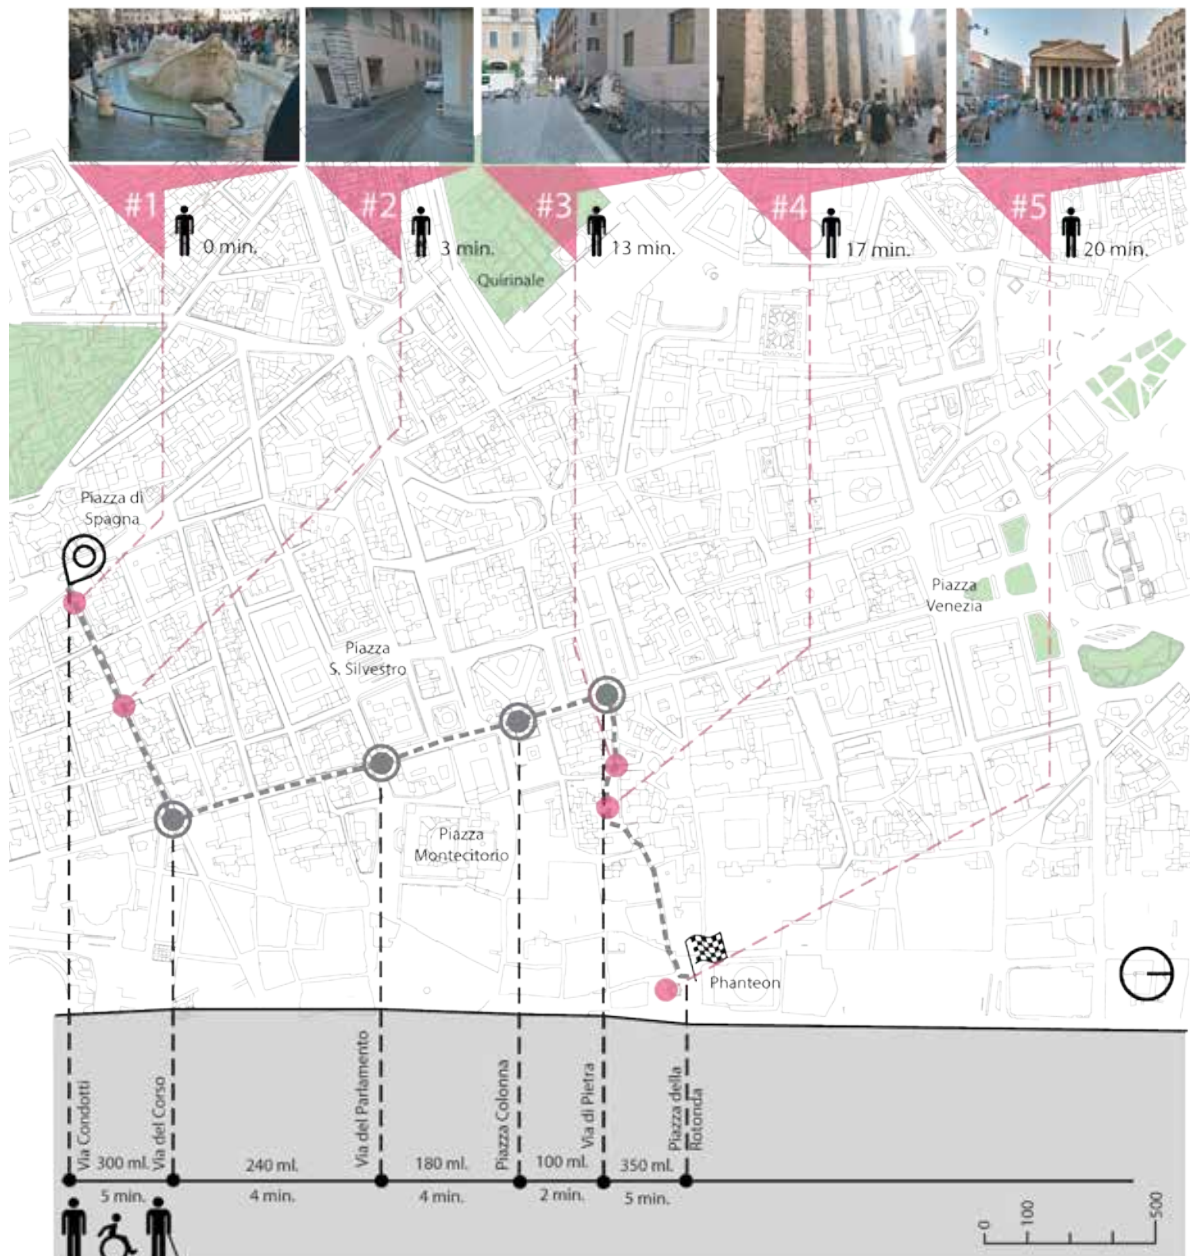 #1
#2
#3
#4
#5
0 min.
3 min.
13 min.
17 min.
20 min.
Quirinale
Piazza di
Spagna
Piazza
Venezia
Piazza
S. Silvestro
Piazza
Montecitorio
Phanteon
Via Condotti
Via del Corso
Via del Parlamento
Piazza Colonna
Via di Pietra
Piazza della
Rotonda
300 ml.
240 ml.
180 ml.
100 ml.
350 ml.
5 min.
4 min.
4 min.
2 min.
5 min.
0
100
500